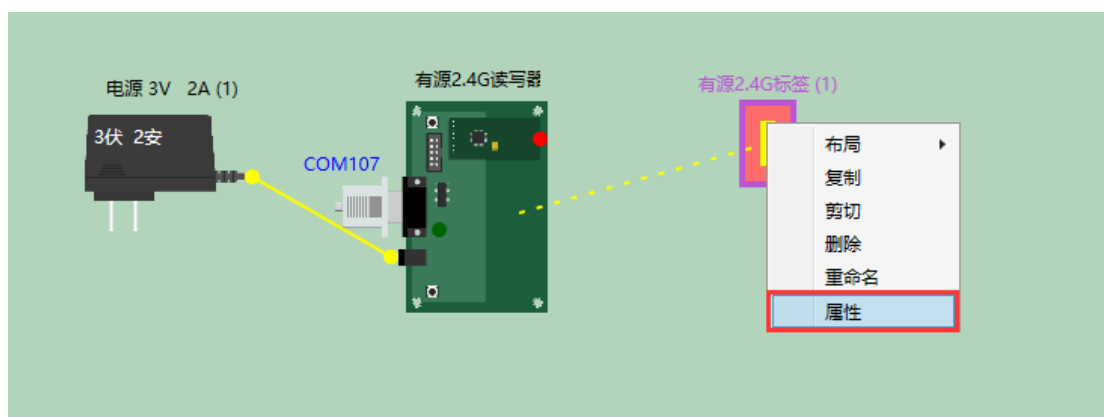 电源 3V   2A (1)
有源2.4G读写器
有源2.4G标签 (1)
3伏 2安
COM107
布局
复制
剪切
删除
重命名
属性